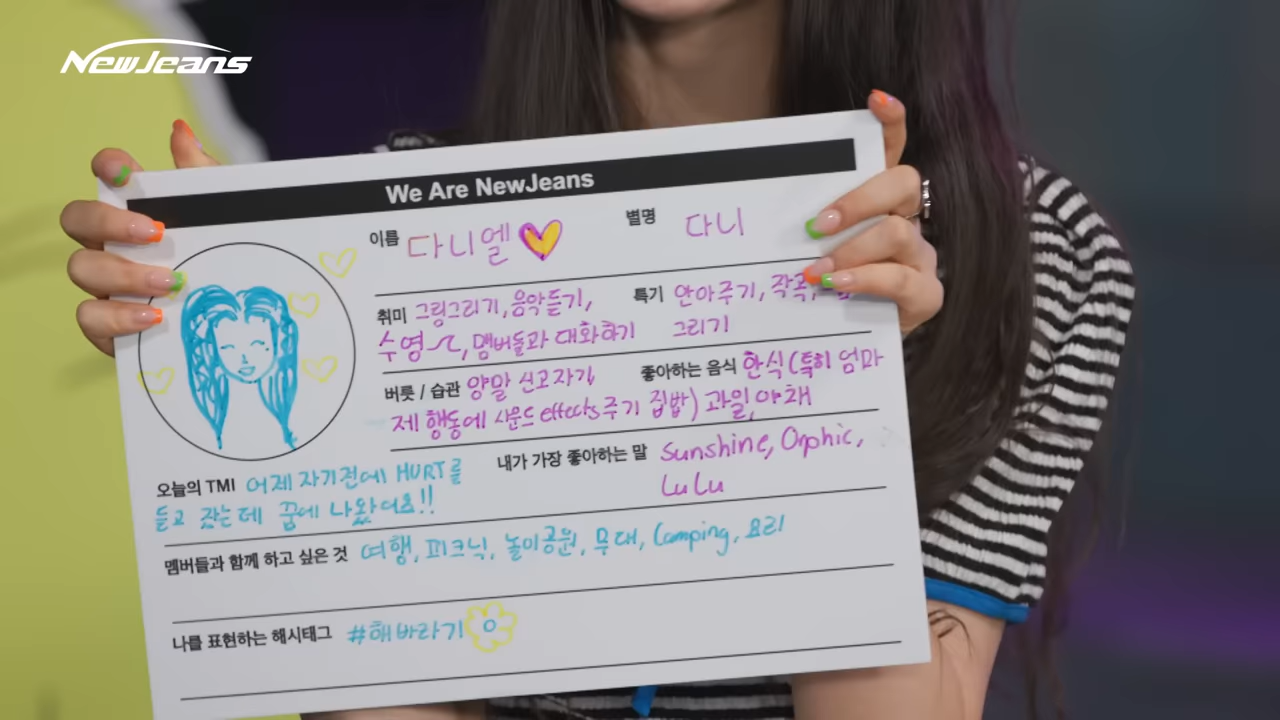 NewJeans
We Are NewJeans
이름 다니엘
별명 다니
취미 그림그리기, 음악듣기,
수영, 멤버들과 대화하기
특기 안아주기, 작곡,
그리기
버릇 / 습관 양말 신고자기,
제 행동에 사운드 effects 주기
좋아하는 음식 한식 (특히 엄마
집밥) 과일, 야채
오늘의 TMI 어제 자기전에 HURT를
듣고 잤는데 꿈에 나왔어요!!
내가 가장 좋아하는 말 Sunshine, Orphic,
LuLu
멤버들과 함께 하고 싶은 것 여행, 피크닉, 놀이공원, 무대, Camping, 요리
나를 표현하는 해시태그 #해바라기